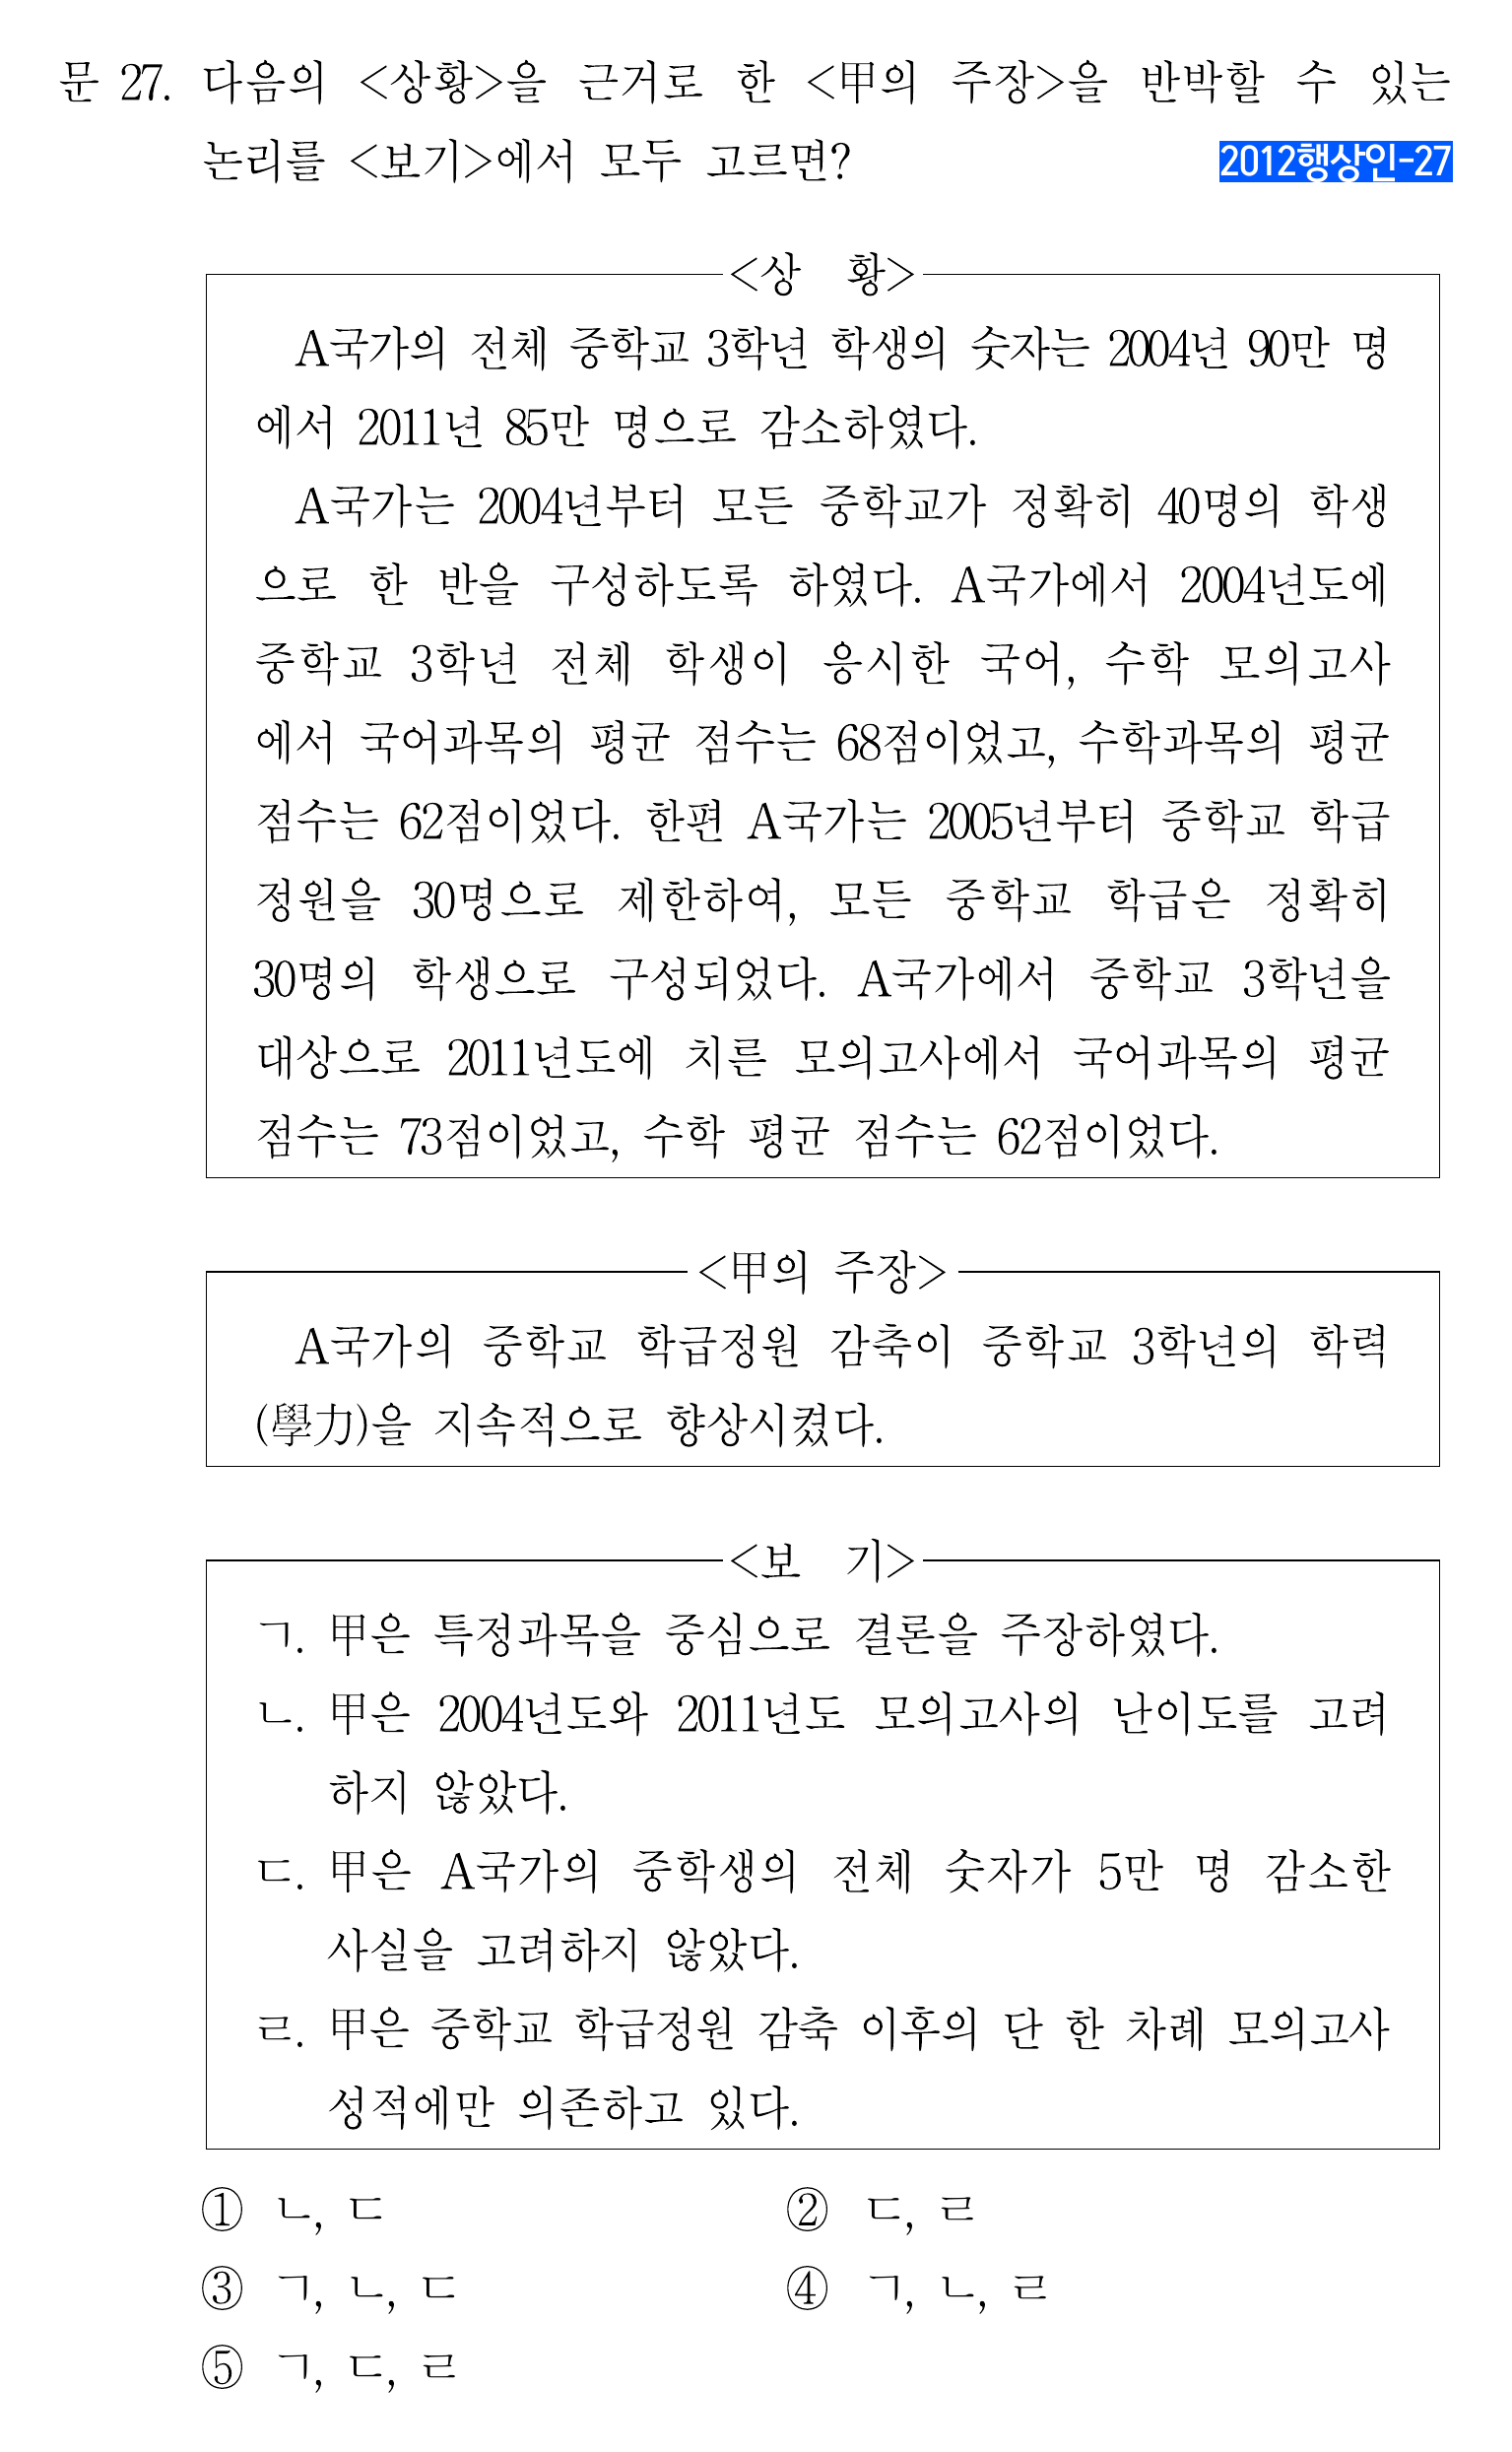 문 27. 다음의 <상황>을 근거로 한 <甲의 주장>을 반박할 수 있는
논리를 <보기>에서 모두 고르면?
2012행상인-27
<상 황>
A국가의 전체 중학교 3학년 학생의 숫자는 2004년 90만 명
에서 2011년 85만 명으로 감소하였다.
A국가는 2004년부터 모든 중학교가 정확히 40명의 학생
으로 한 반을 구성하도록 하였다. A국가에서 2004년도에
중학교 3학년 전체 학생이 응시한 국어, 수학 모의고사
에서 국어과목의 평균 점수는 68점이었고, 수학과목의 평균
점수는 62점이었다. 한편 A국가는 2005년부터 중학교 학급
정원을 30명으로 제한하여, 모든 중학교 학급은 정확히
30명의 학생으로 구성되었다. A국가에서 중학교 3학년을
대상으로 2011년도에 치른 모의고사에서 국어과목의 평균
점수는 73점이었고, 수학 평균 점수는 62점이었다.
<甲의 주장>
A국가의 중학교 학급정원 감축이 중학교 3학년의 학력
(學力)을 지속적으로 향상시켰다.
<보 기>
ㄱ. 甲은 특정과목을 중심으로 결론을 주장하였다.
ㄴ. 甲은 2004년도와 2011년도 모의고사의 난이도를 고려
하지 않았다.
ㄷ. 甲은 A국가의 중학생의 전체 숫자가 5만 명 감소한
사실을 고려하지 않았다.
ㄹ. 甲은 중학교 학급정원 감축 이후의 단 한 차례 모의고사
성적에만 의존하고 있다.
① ㄴ, ㄷ
② ㄷ, ㄹ
③ ㄱ, ㄴ, ㄷ
④ ㄱ, ㄴ, ㄹ
⑤ ㄱ, ㄷ, ㄹ